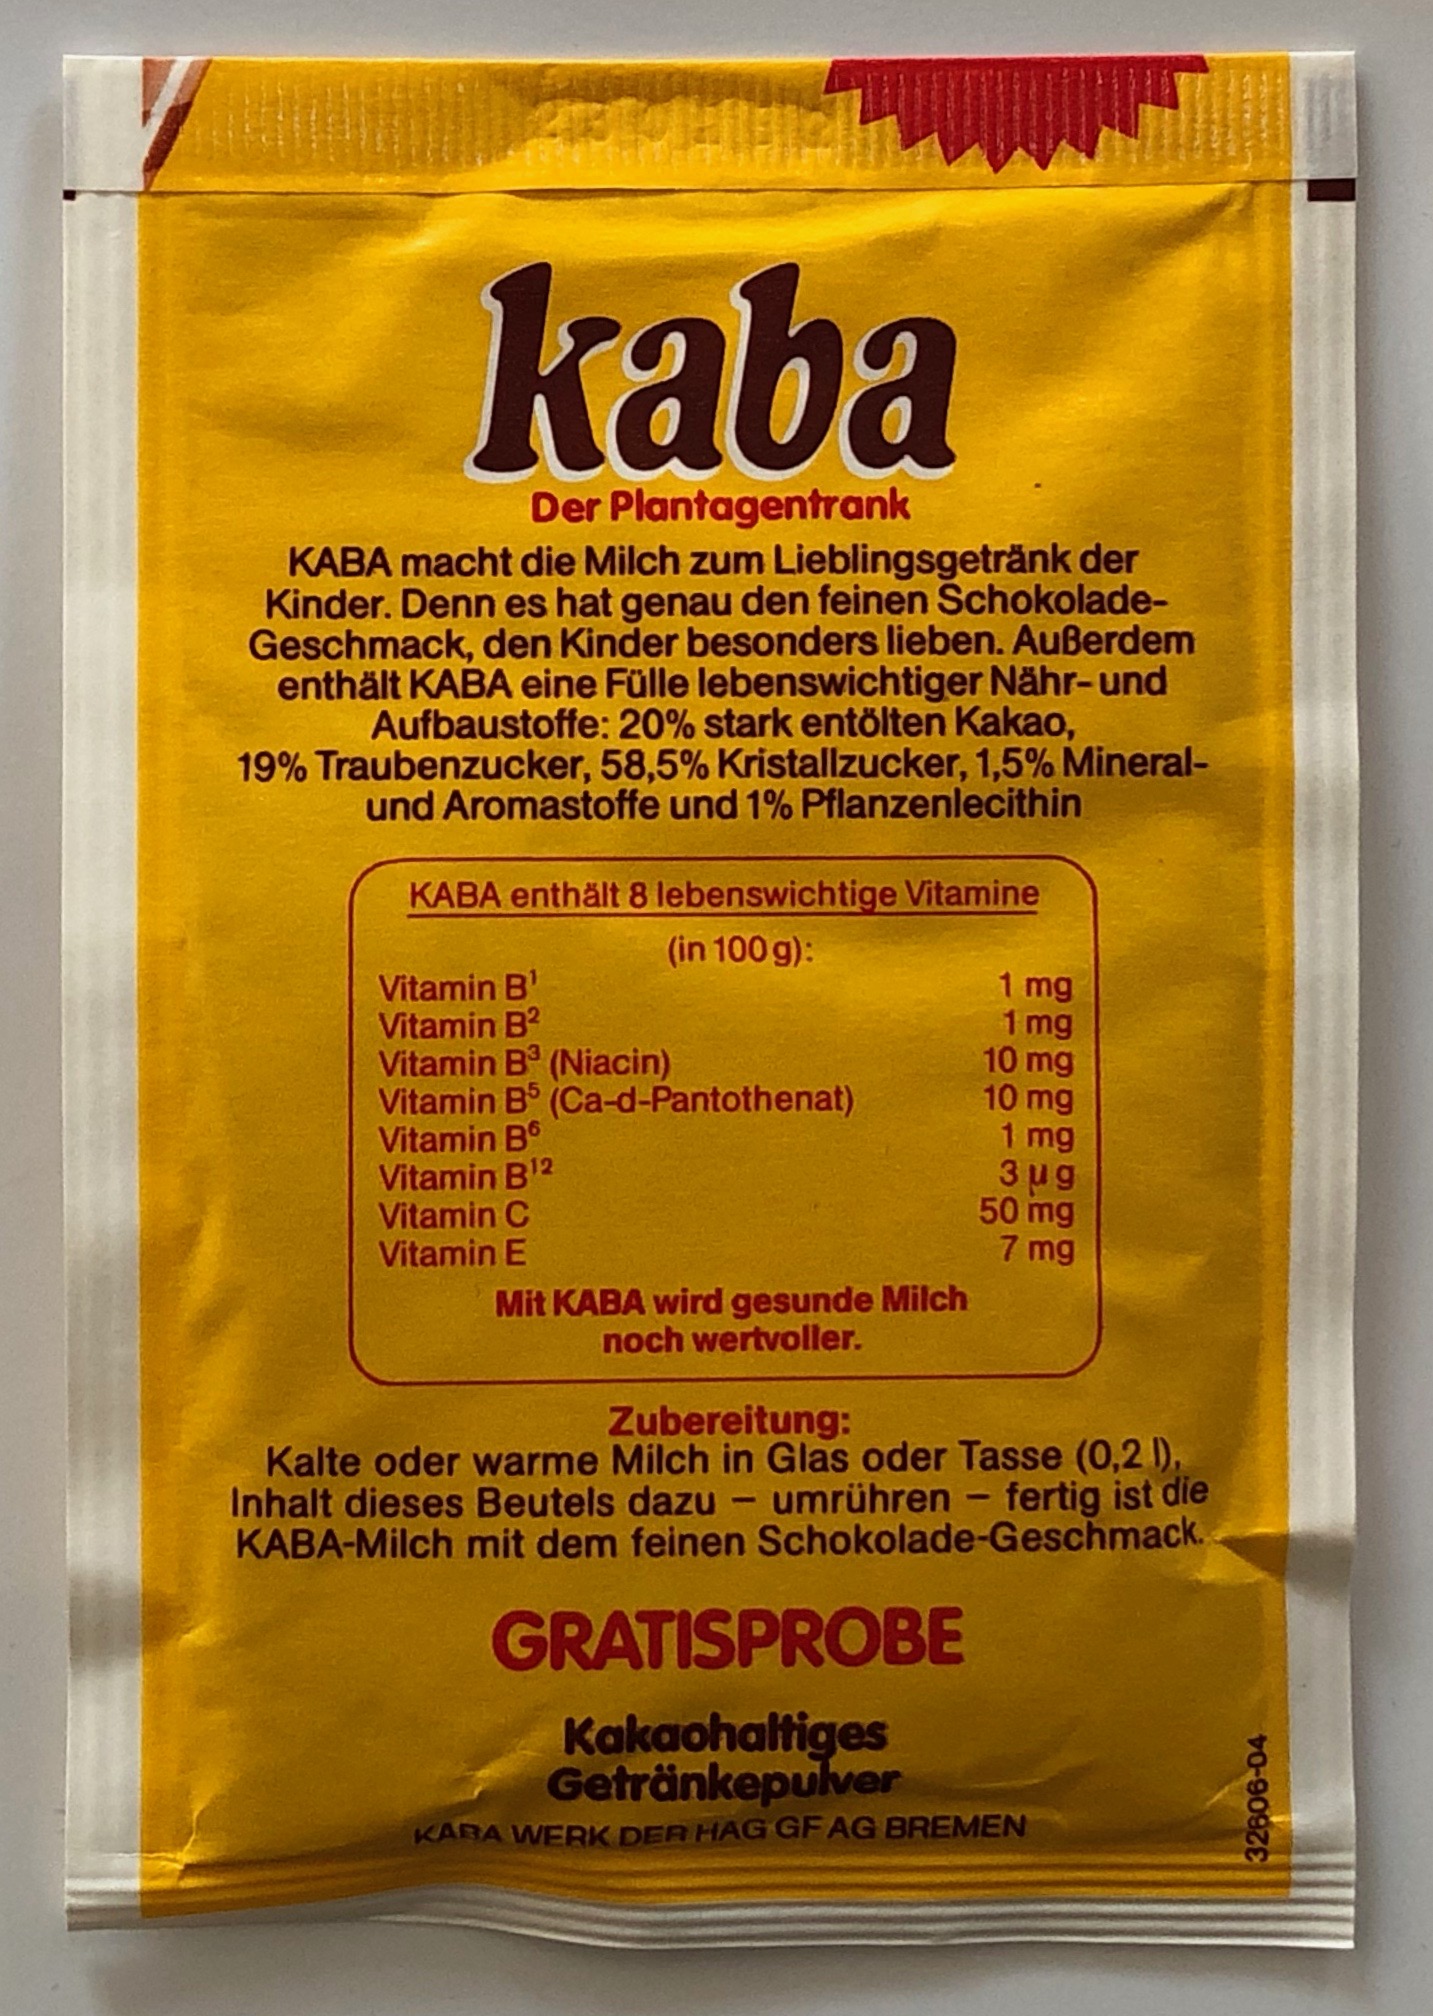 kaba
Der Plantagentrank
KABA macht die Milch zum Lieblingsgetränk der
Kinder. Denn es hat genau den feinen Schokolade-
Geschmack, den Kinder besonders lieben. Außerdem
enthält KABA eine Fülle lebenswichtiger Nähr- und
Aufbaustoffe: 20% stark entölten Kakao,
19% Traubenzucker, 58,5% Kristallzucker, 1,5% Mineral-
und Aromastoffe und 1% Pflanzenlecithin
KABA enthält 8 lebenswichtige Vitamine
(in 100 g):
Vitamin B¹ 1 mg
Vitamin B² 1 mg
Vitamin B³ (Niacin) 10 mg
Vitamin B⁵ (Ca-d-Pantothenat) 10 mg
Vitamin B⁶ 1 mg
Vitamin B¹² 3 µg
Vitamin C 50 mg
Vitamin E 7 mg
Mit KABA wird gesunde Milch
noch wertvoller.
Zubereitung:
Kalte oder warme Milch in Glas oder Tasse (0,2 l),
Inhalt dieses Beutels dazu – umrühren – fertig ist die
KABA-Milch mit dem feinen Schokolade-Geschmack.
GRATISPROBE
Kakaohaltiges
Getränkepulver
KABA WERK DER HAG GF AG BREMEN
32606-04